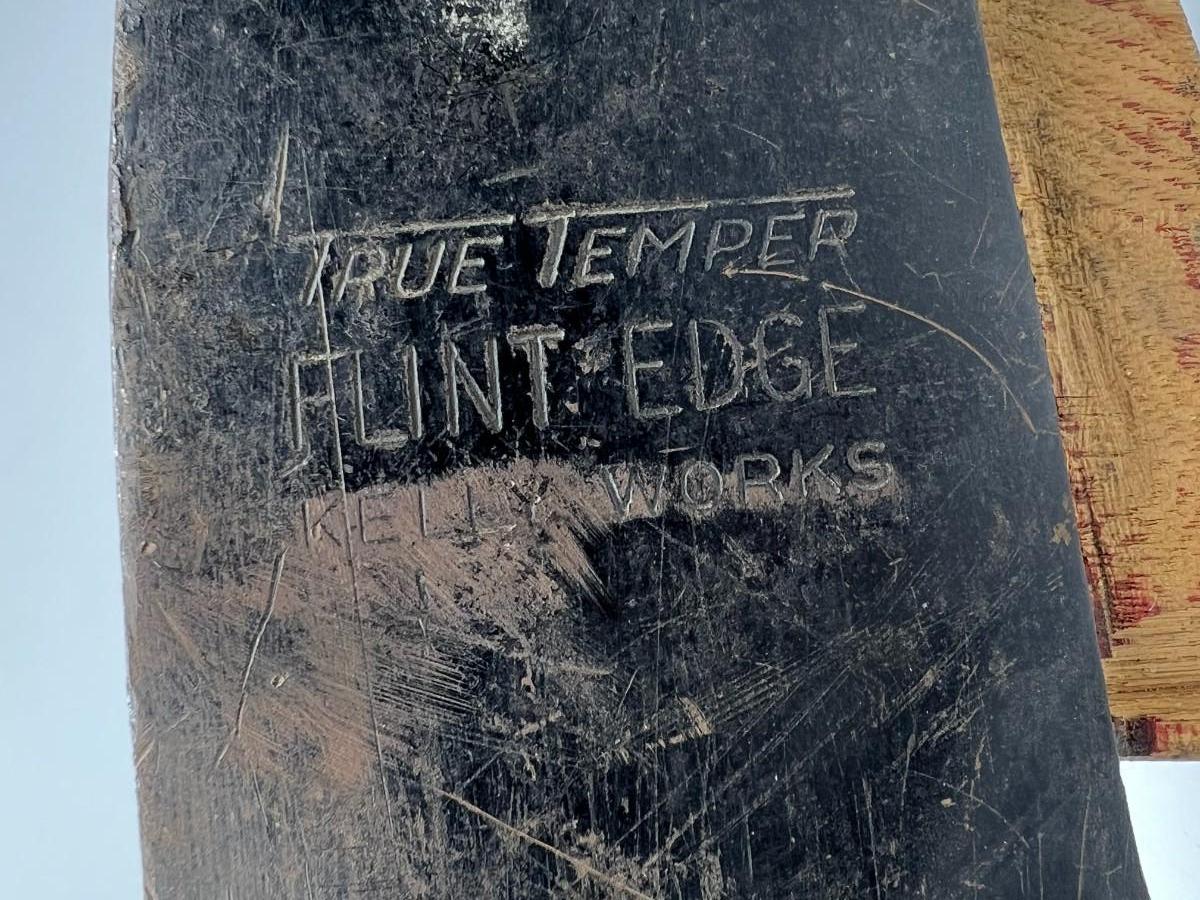 TRUE TEMPER
FLINT EDGE
KELLY WORKS